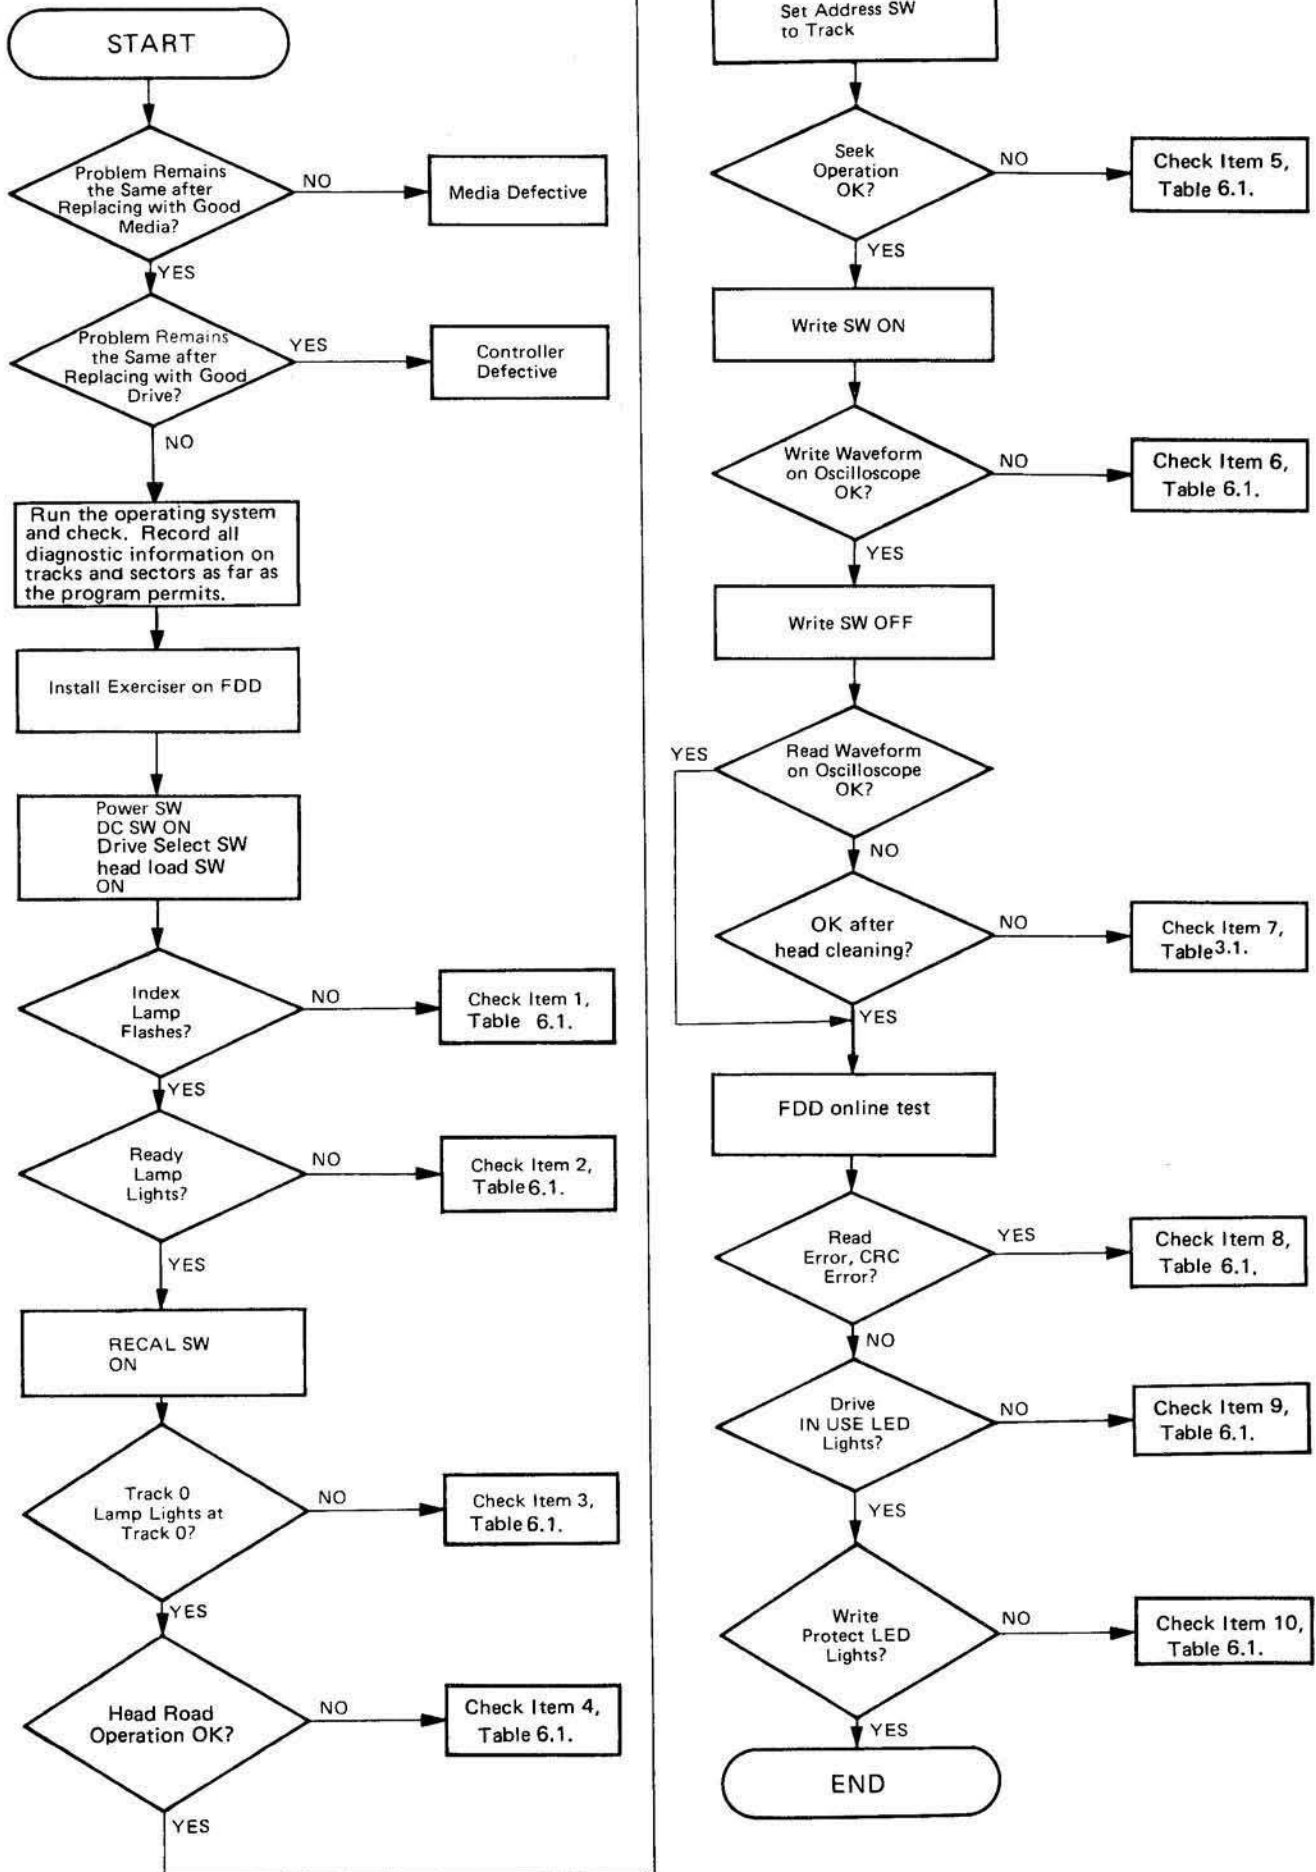 START
Problem Remains
the Same after
Replacing with Good
Media?
NO
Media Defective
YES
Problem Remains
the Same after
Replacing with Good
Drive?
YES
Controller
Defective
NO
Run the operating system
and check. Record all
diagnostic information on
tracks and sectors as far as
the program permits.
Install Exerciser on FDD
Power SW
DC SW ON
Drive Select SW
head load SW
ON
Index
Lamp
Flashes?
NO
Check Item 1,
Table 6.1.
YES
Ready
Lamp
Lights?
NO
Check Item 2,
Table 6.1.
YES
RECAL SW
ON
Track 0
Lamp Lights at
Track 0?
NO
Check Item 3,
Table 6.1.
YES
Head Road
Operation OK?
NO
Check Item 4,
Table 6.1.
YES
Set Address SW
to Track
Seek
Operation
OK?
NO
Check Item 5,
Table 6.1.
YES
Write SW ON
Write Waveform
on Oscilloscope
OK?
NO
Check Item 6,
Table 6.1.
YES
Write SW OFF
Read Waveform
on Oscilloscope
OK?
YES
NO
OK after
head cleaning?
NO
Check Item 7,
Table 3.1.
YES
FDD online test
Read
Error, CRC
Error?
YES
Check Item 8,
Table 6.1.
NO
Drive
IN USE LED
Lights?
NO
Check Item 9,
Table 6.1.
YES
Write
Protect LED
Lights?
NO
Check Item 10,
Table 6.1.
YES
END